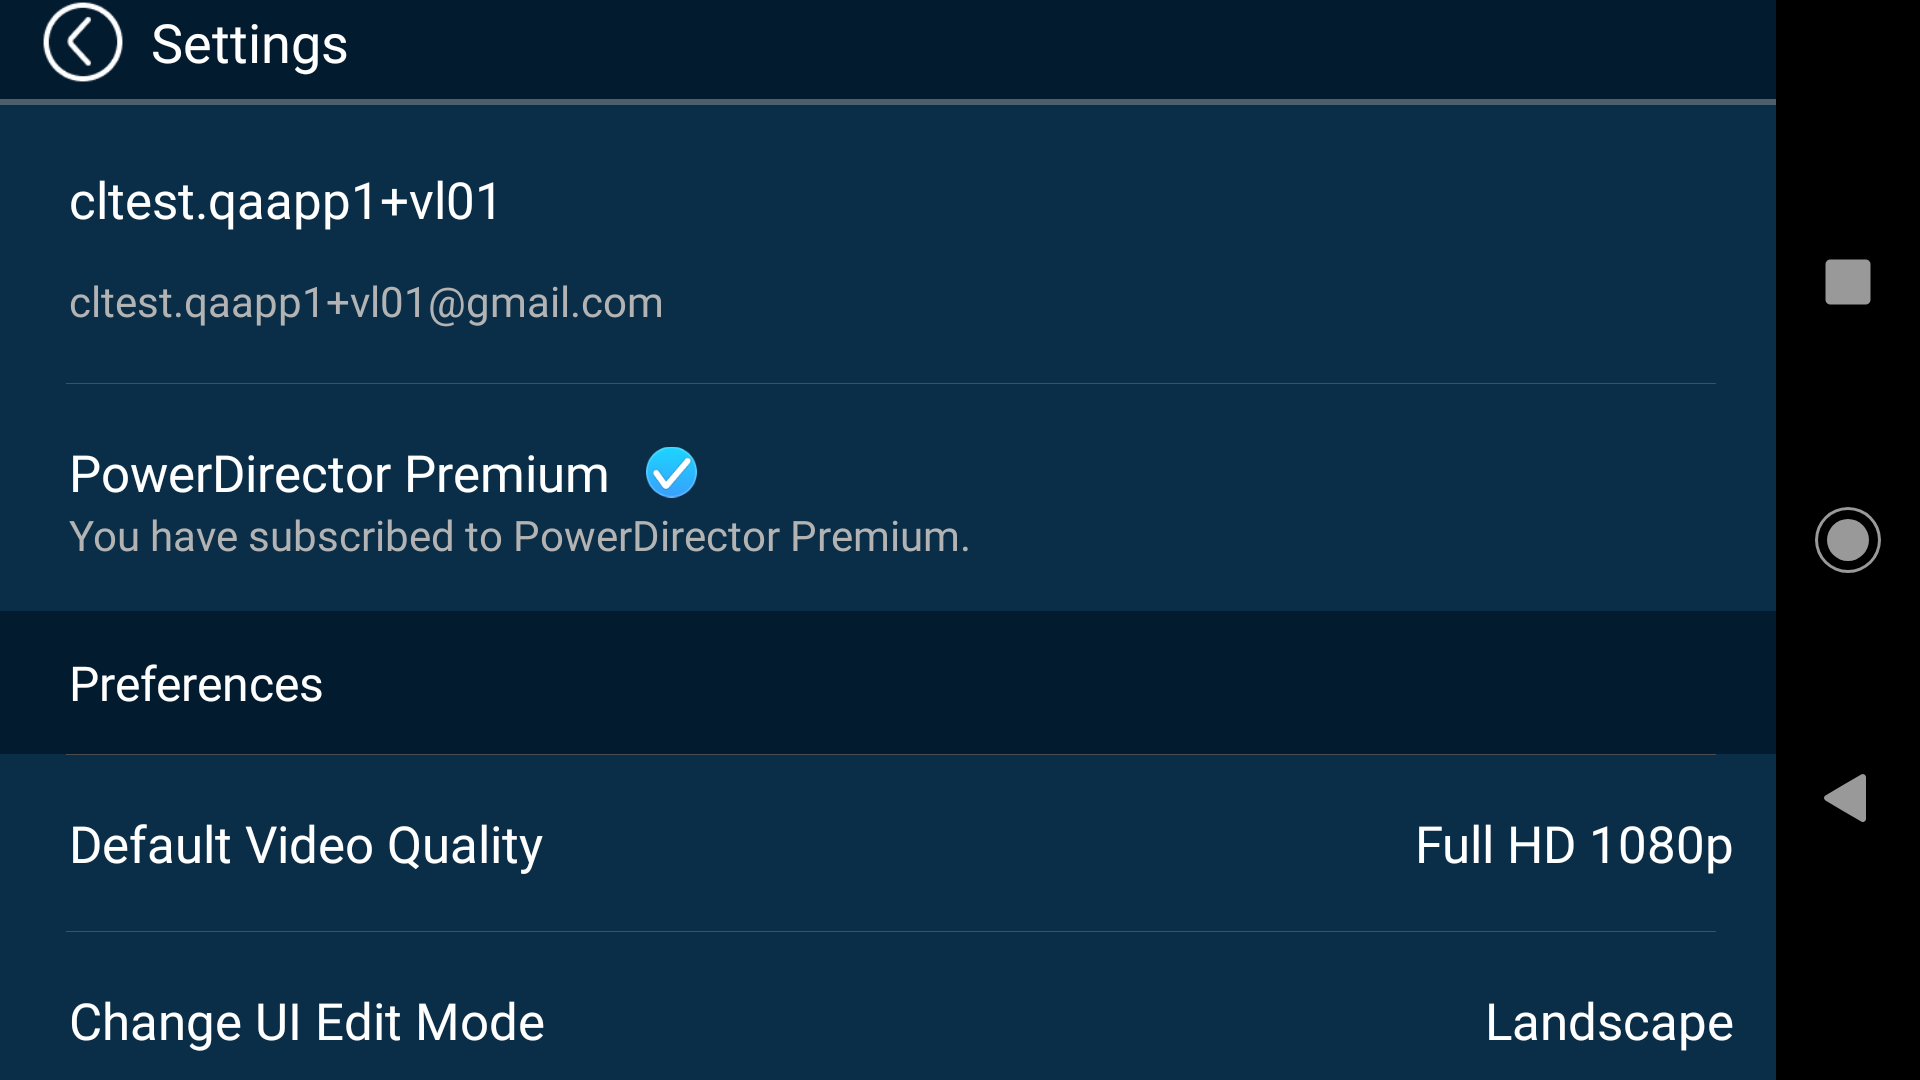 Settings
cltest.qaapp1+vl01
cltest.qaapp1+vl01@gmail.com
PowerDirector Premium
You have subscribed to PowerDirector Premium.
Preferences
Default Video Quality Full HD 1080p
Change UI Edit Mode Landscape